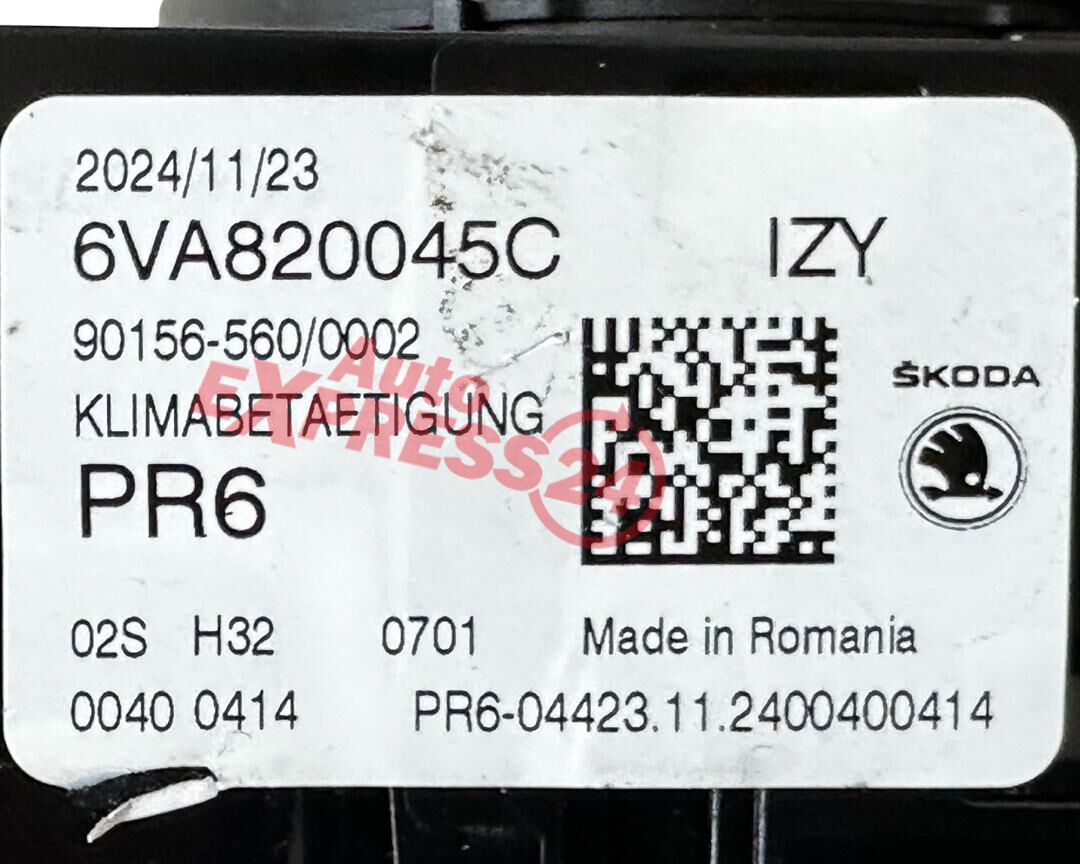 2024/11/23
6VA820045C IZY
90156-560/0002
KLIMABETAETIGUNG
PR6
ŠKODA
Auto
EXPRESS24
02S H32 0701 Made in Romania
0040 0414 PR6-04423.11.2400400414